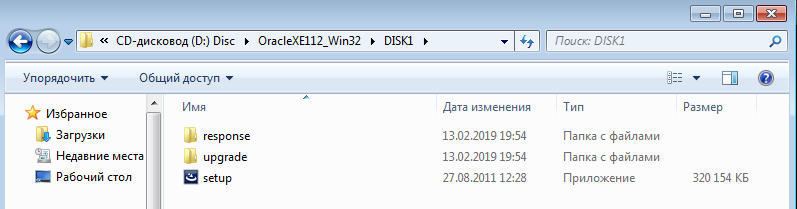 « CD-дисковод (D:) Disc ▸ OracleXE112_Win32 ▸ DISK1 ▸ Поиск: DISK1
Упорядочить Общий доступ
Избранное
Загрузки
Недавние места
Рабочий стол
Имя Дата изменения Тип Размер
response 13.02.2019 19:54 Папка с файлами
upgrade 13.02.2019 19:54 Папка с файлами
setup 27.08.2011 12:28 Приложение 320 154 КБ